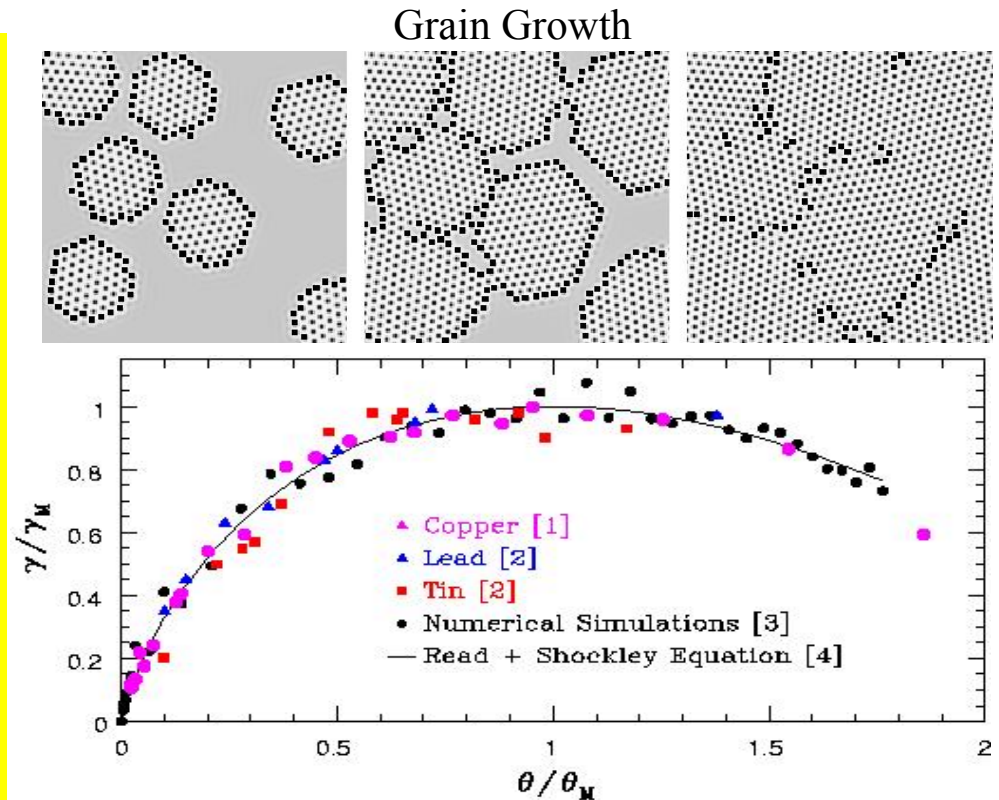 Grain Growth
1
0.8
0.6
0.4
0.2
0
γ/γM
Copper [1]
Lead [2]
Tin [2]
Numerical Simulations [3]
Read + Shockley Equation [4]
0 0.5 1 1.5 2
θ/θM